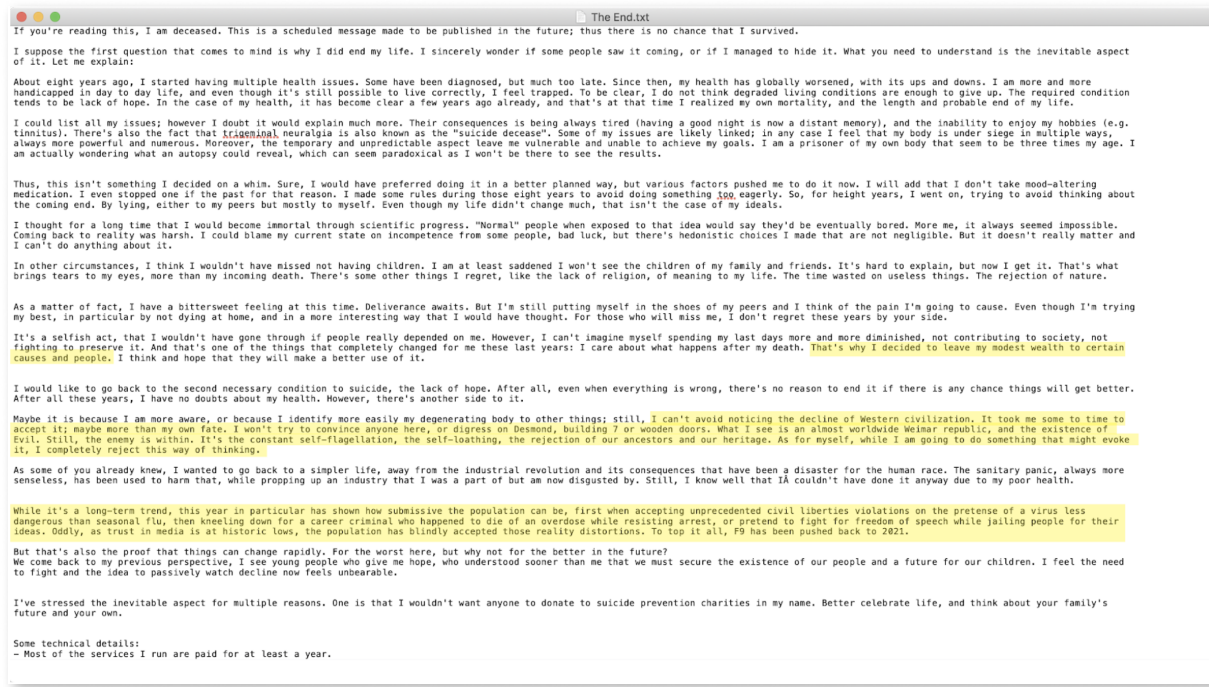 The End.txt
If you're reading this, I am deceased. This is a scheduled message made to be published in the future; thus there is no chance that I survived.
I suppose the first question that comes to mind is why I did end my life. I sincerely wonder if some people saw it coming, or if I managed to hide it. What you need to understand is the inevitable aspect
of it. Let me explain:
About eight years ago, I started having multiple health issues. Some have been diagnosed, but much too late. Since then, my health has globally worsened, with its ups and downs. I am more and more
handicapped in day to day life, and even though it's still possible to live correctly, I feel trapped. To be clear, I do not think degraded living conditions are enough to give up. The required condition
tends to be lack of hope. In the case of my health, it has become clear a few years ago already, and that's at that time I realized my own mortality, and the length and probable end of my life.
I could list all my issues; however I doubt it would explain much more. Their consequences is being always tired (having a good night is now a distant memory), and the inability to enjoy my hobbies (e.g.
tinnitus). There's also the fact that trigeminal neuralgia is also known as the "suicide decease". Some of my issues are likely linked; in any case I feel that my body is under siege in multiple ways,
always more powerful and numerous. Moreover, the temporary and unpredictable aspect leave me vulnerable and unable to achieve my goals. I am a prisoner of my own body that seem to be three times my age. I
am actually wondering what an autopsy could reveal, which can seem paradoxical as I won't be there to see the results.
Thus, this isn't something I decided on a whim. Sure, I would have preferred doing it in a better planned way, but various factors pushed me to do it now. I will add that I don't take mood-altering
medication. I even stopped one if the past for that reason. I made some rules during those eight years to avoid doing something too eagerly. So, for height years, I went on, trying to avoid thinking about
the coming end. By lying, either to my peers but mostly to myself. Even though my life didn't change much, that isn't the case of my ideals.
I thought for a long time that I would become immortal through scientific progress. "Normal" people when exposed to that idea would say they'd be eventually bored. More me, it always seemed impossible.
Coming back to reality was harsh. I could blame my current state on incompetence from some people, bad luck, but there's hedonistic choices I made that are not negligible. But it doesn't really matter and
I can't do anything about it.
In other circumstances, I think I wouldn't have missed not having children. I am at least saddened I won't see the children of my family and friends. It's hard to explain, but now I get it. That's what
brings tears to my eyes, more than my incoming death. There's some other things I regret, like the lack of religion, of meaning to my life. The time wasted on useless things. The rejection of nature.
As a matter of fact, I have a bittersweet feeling at this time. Deliverance awaits. But I'm still putting myself in the shoes of my peers and I think of the pain I'm going to cause. Even though I'm trying
my best, in particular by not dying at home, and in a more interesting way that I would have thought. For those who will miss me, I don't regret these years by your side.
It's a selfish act, that I wouldn't have gone through if people really depended on me. However, I can't imagine myself spending my last days more and more diminished, not contributing to society, not
fighting to preserve it. And that's one of the things that completely changed for me these last years: I care about what happens after my death. That's why I decided to leave my modest wealth to certain
causes and people. I think and hope that they will make a better use of it.
I would like to go back to the second necessary condition to suicide, the lack of hope. After all, even when everything is wrong, there's no reason to end it if there is any chance things will get better.
After all these years, I have no doubts about my health. However, there's another side to it.
Maybe it is because I am more aware, or because I identify more easily my degenerating body to other things; still, I can't avoid noticing the decline of Western civilization. It took me some to time to
accept it; maybe more than my own fate. I won't try to convince anyone here, or digress on Desmond, building 7 or wooden doors. What I see is an almost worldwide Weimar republic, and the existence of
Evil. Still, the enemy is within. It's the constant self-flagellation, the self-loathing, the rejection of our ancestors and our heritage. As for myself, while I am going to do something that might evoke
it, I completely reject this way of thinking.
As some of you already knew, I wanted to go back to a simpler life, away from the industrial revolution and its consequences that have been a disaster for the human race. The sanitary panic, always more
senseless, has been used to harm that, while propping up an industry that I was a part of but am now disgusted by. Still, I know well that IÂ couldn't have done it anyway due to my poor health.
While it's a long-term trend, this year in particular has shown how submissive the population can be, first when accepting unprecedented civil liberties violations on the pretense of a virus less
dangerous than seasonal flu, then kneeling down for a career criminal who happened to die of an overdose while resisting arrest, or pretend to fight for freedom of speech while jailing people for their
ideas. Oddly, as trust in media is at historic lows, the population has blindly accepted those reality distortions. To top it all, F9 has been pushed back to 2021.
But that's also the proof that things can change rapidly. For the worst here, but why not for the better in the future?
We come back to my previous perspective, I see young people who give me hope, who understood sooner than me that we must secure the existence of our people and a future for our children. I feel the need
to fight and the idea to passively watch decline now feels unbearable.
I've stressed the inevitable aspect for multiple reasons. One is that I wouldn't want anyone to donate to suicide prevention charities in my name. Better celebrate life, and think about your family's
future and your own.
Some technical details:
- Most of the services I run are paid for at least a year.